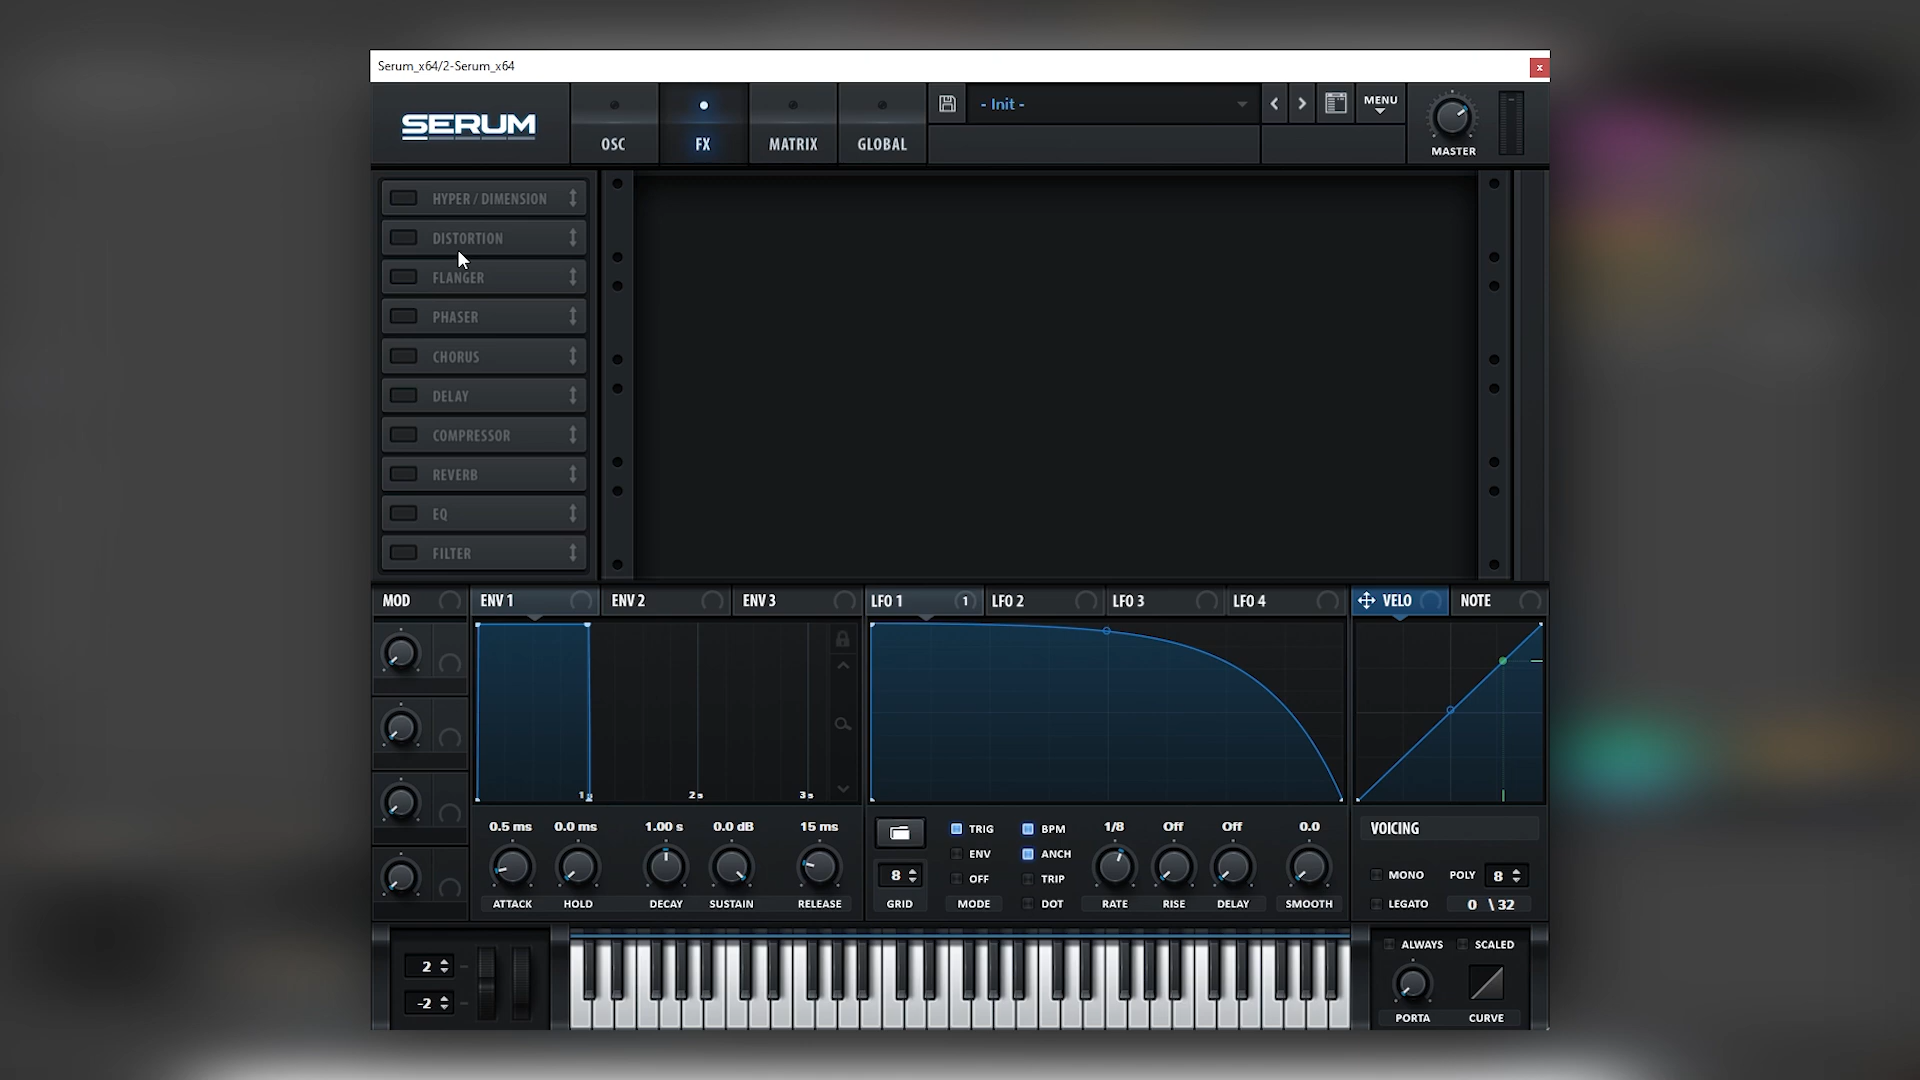 Serum_x64/2-Serum_x64
x
SERUM
OSC
FX
MATRIX
GLOBAL
- Init -
MENU
MASTER
HYPER / DIMENSION
DISTORTION
FLANGER
PHASER
CHORUS
DELAY
COMPRESSOR
REVERB
EQ
FILTER
MOD
ENV 1
ENV 2
ENV 3
LFO 1
1
LFO 2
LFO 3
LFO 4
VELO
NOTE
2s
3s
0.5 ms
0.0 ms
1.00 s
0.0 dB
15 ms
ATTACK
HOLD
DECAY
SUSTAIN
RELEASE
8
GRID
TRIG
ENV
OFF
MODE
BPM
ANCH
TRIP
DOT
1/8
Off
Off
0.0
RATE
RISE
DELAY
SMOOTH
VOICING
MONO
POLY
8
LEGATO
0 \ 32
2
-2
ALWAYS
SCALED
PORTA
CURVE